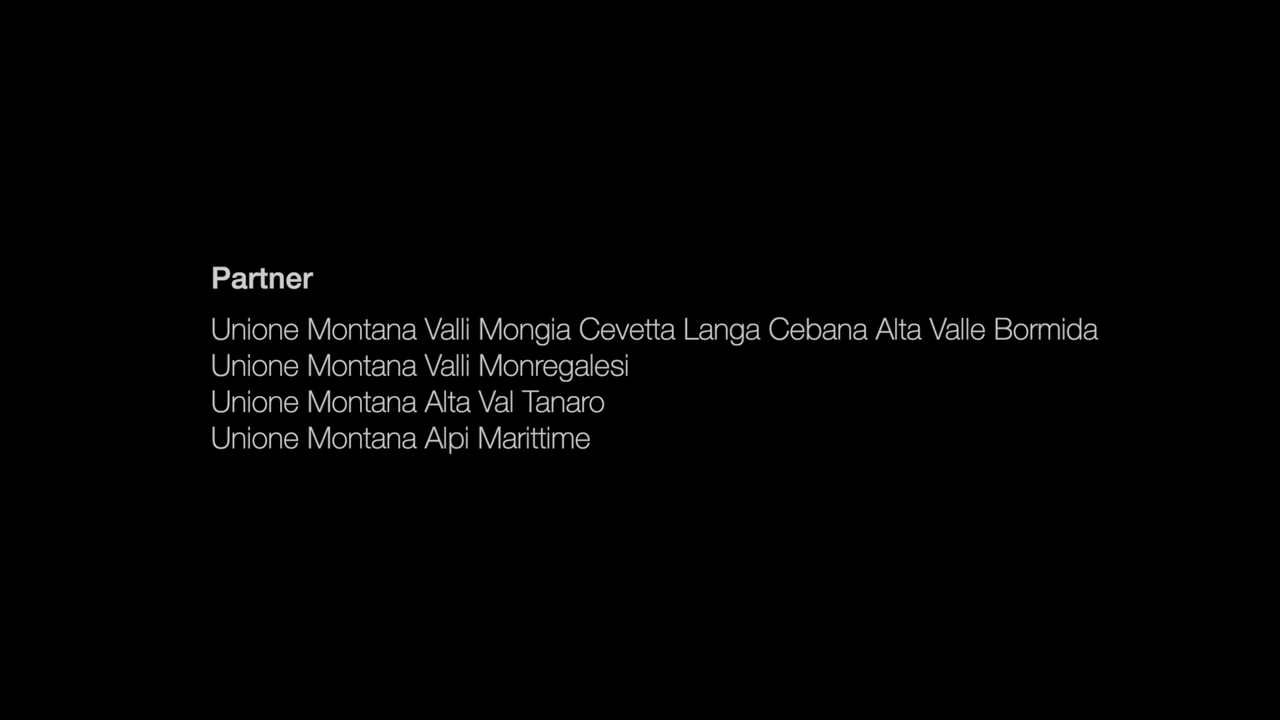 Partner
Unione Montana Valli Mongia Cevetta Langa Cebana Alta Valle Bormida
Unione Montana Valli Monregalesi
Unione Montana Alta Val Tanaro
Unione Montana Alpi Marittime